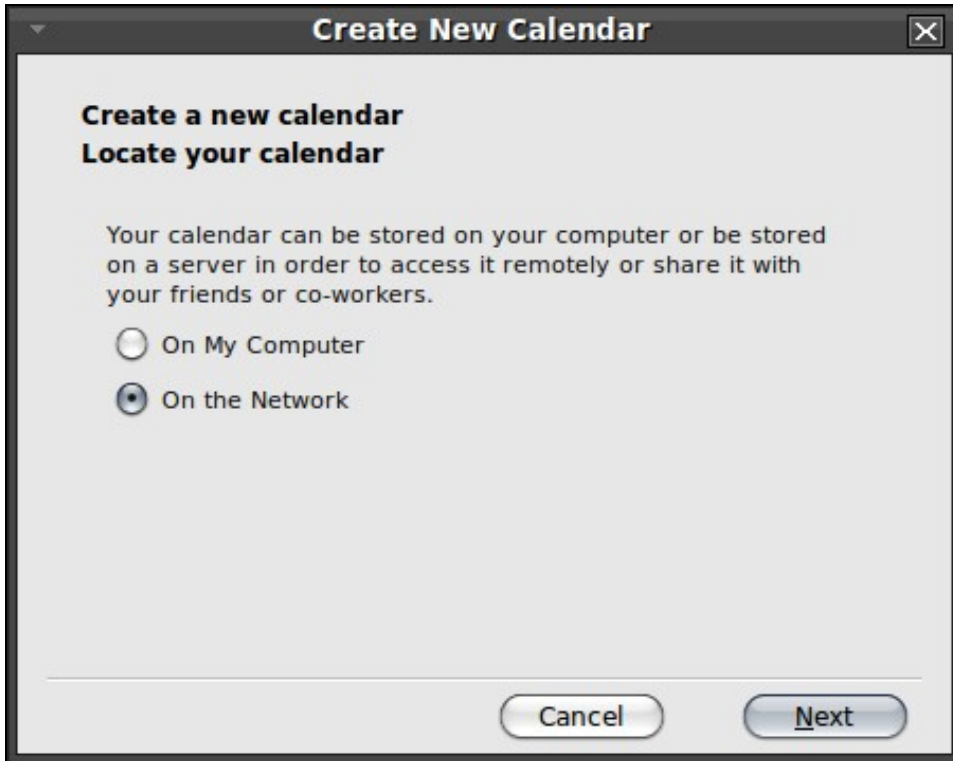 Create New Calendar
Create a new calendar
Locate your calendar
Your calendar can be stored on your computer or be stored
on a server in order to access it remotely or share it with
your friends or co-workers.
On My Computer
On the Network
Cancel
Next